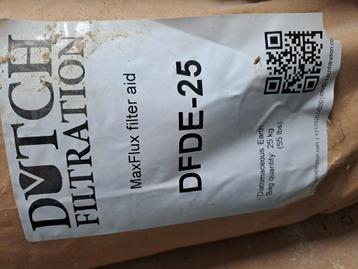 DUTCH
FILTRATION
MaxFlux filter aid
DFDE-25
Diatomaceous Earth
Bag quantity: 25 kg
(55 lbs)